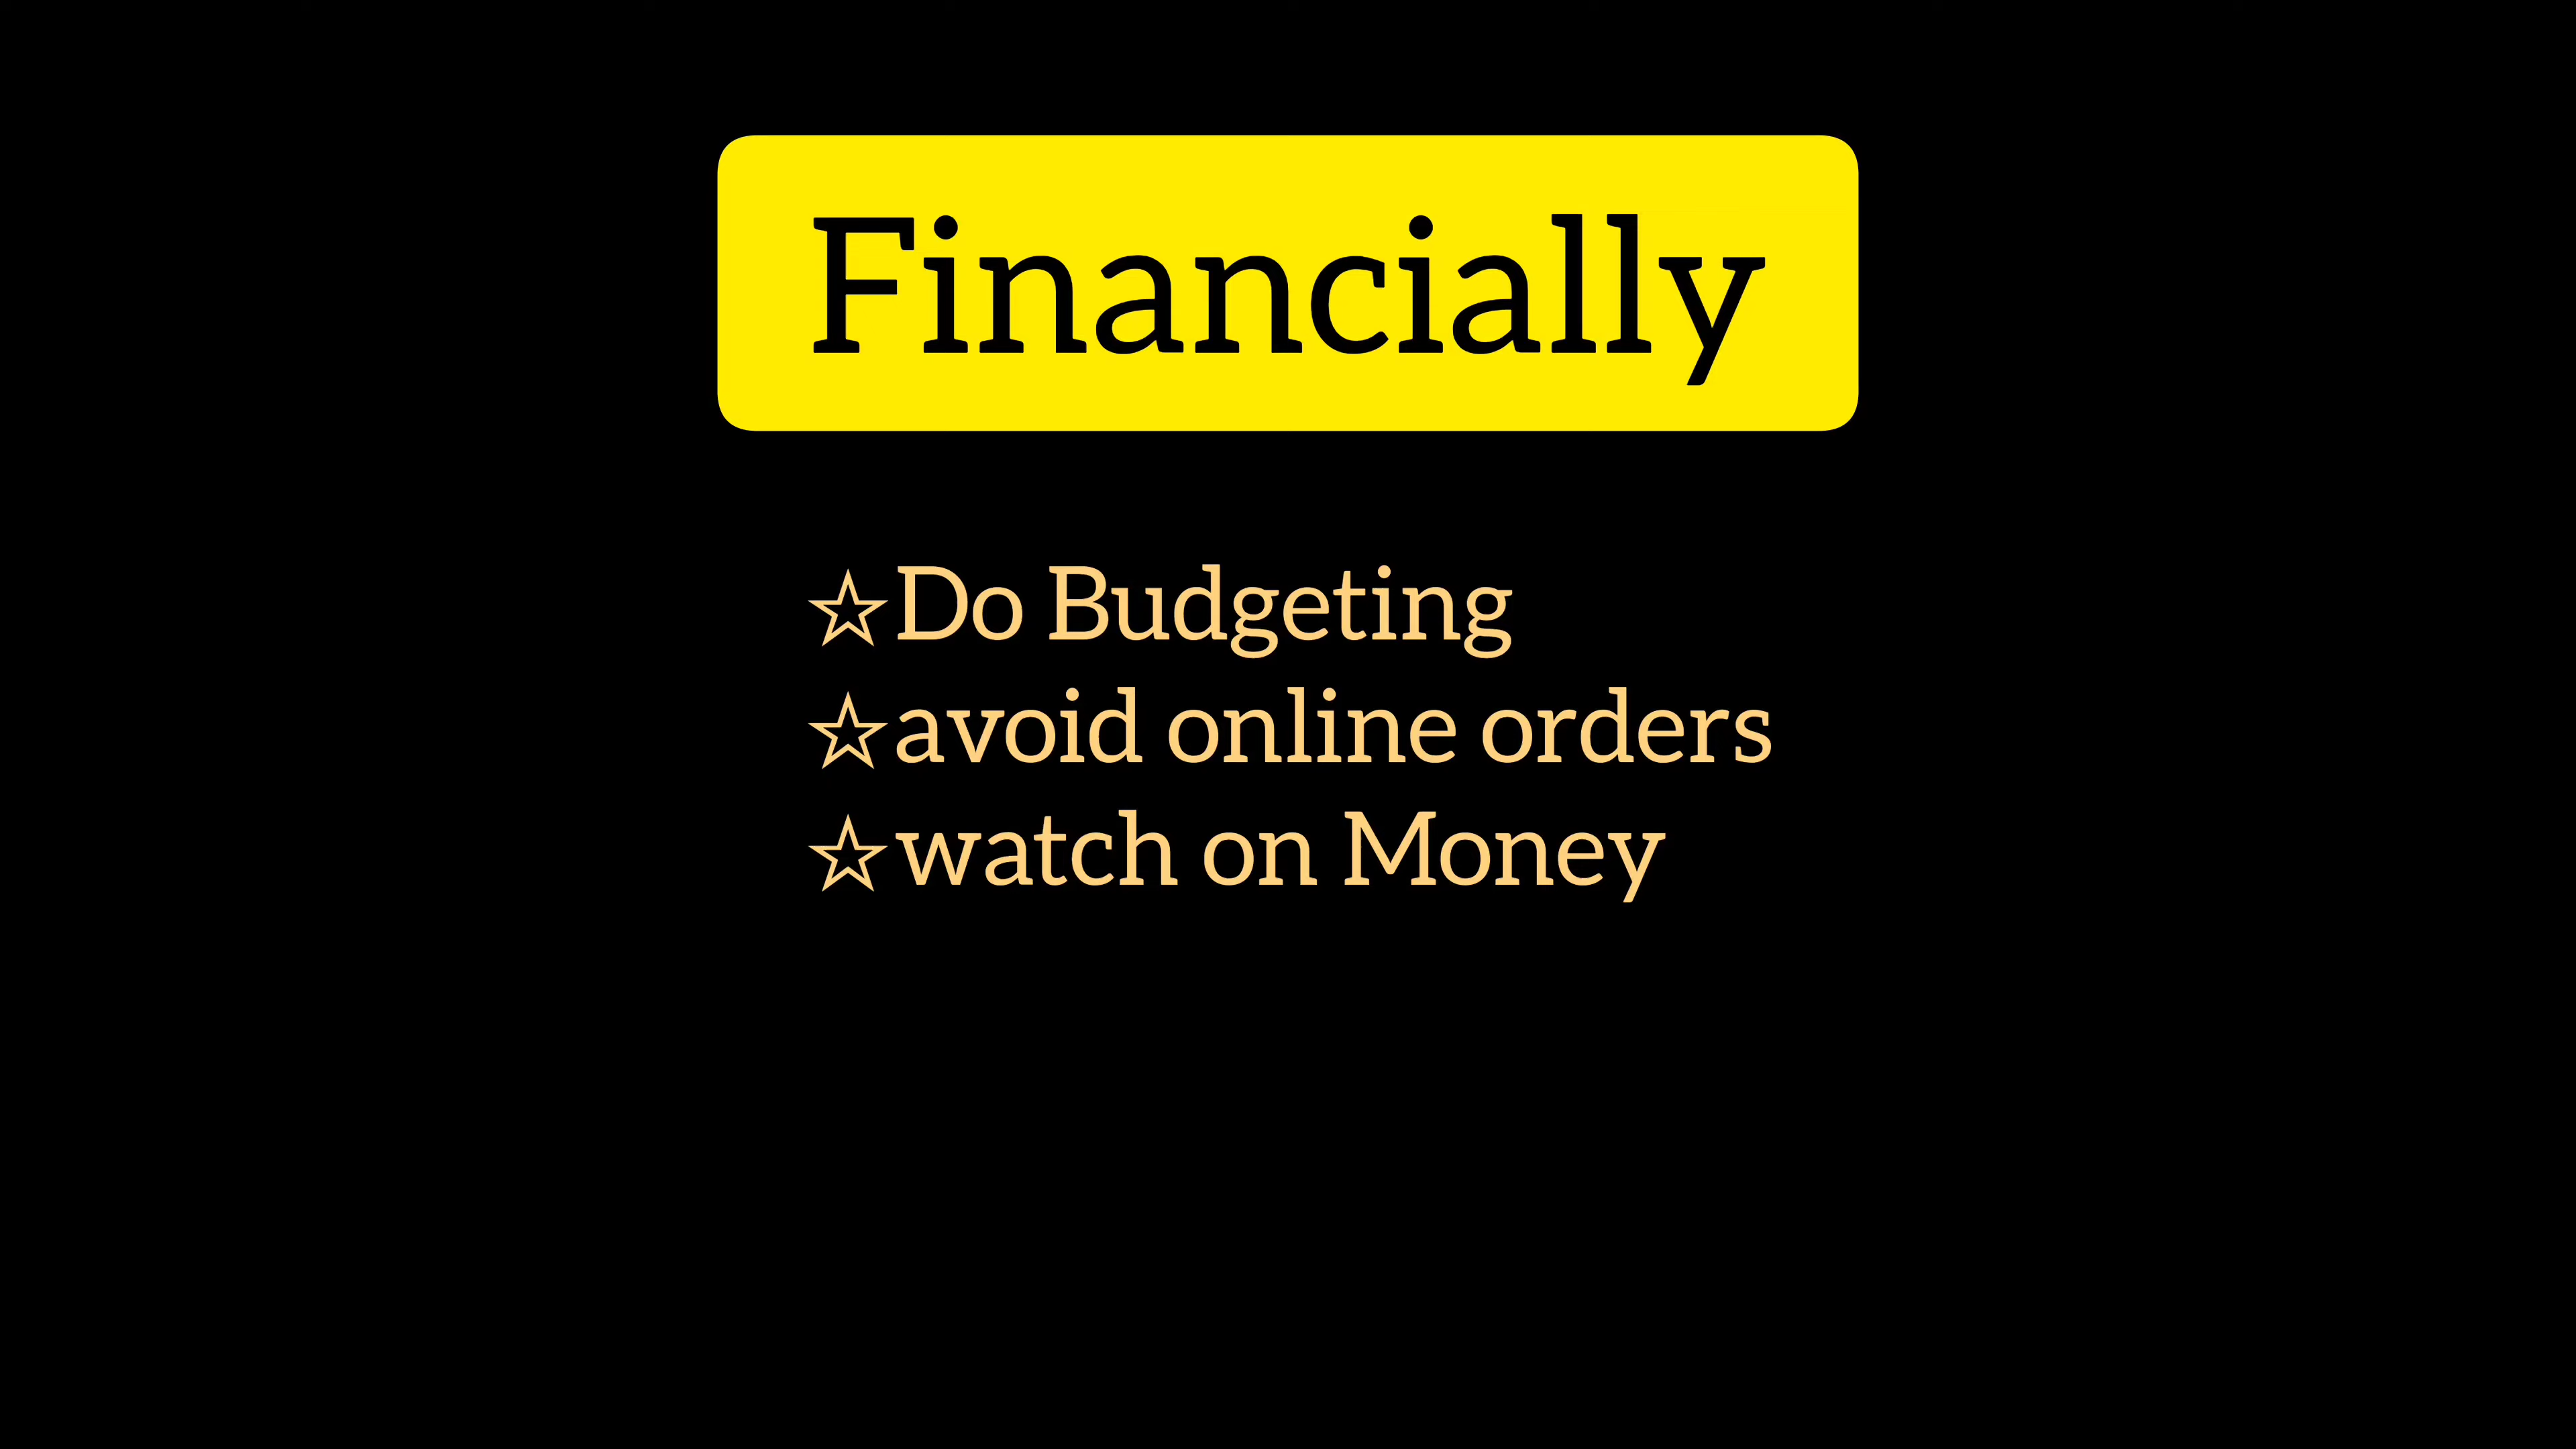 Financially
☆Do Budgeting
☆avoid online orders
☆watch on Money